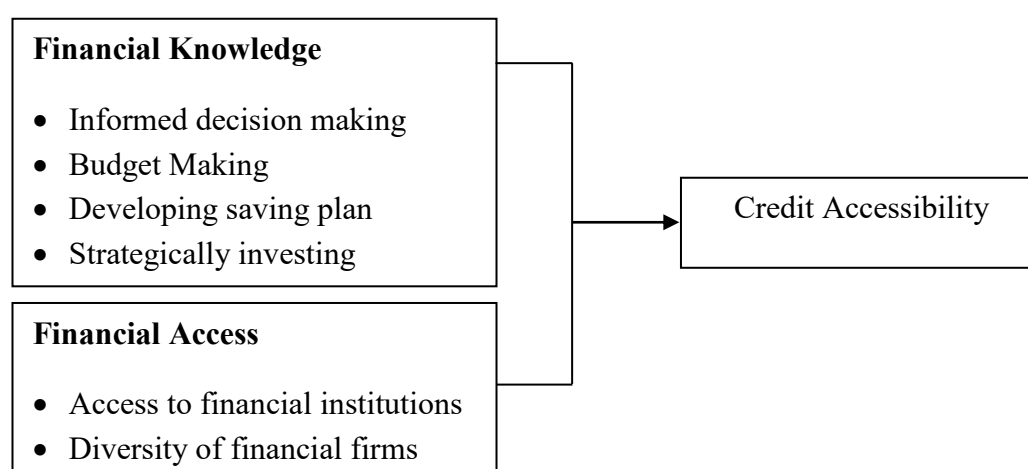 Financial Knowledge
• Informed decision making
• Budget Making
• Developing saving plan
• Strategically investing
Credit Accessibility
Financial Access
• Access to financial institutions
• Diversity of financial firms